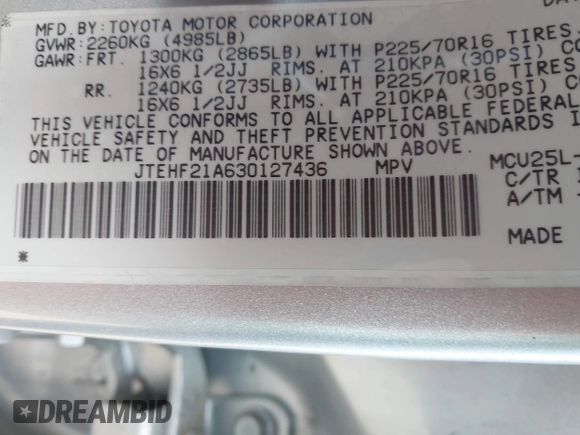 DA
MFD.BY:TOYOTA MOTOR CORPORATION
GVWR:2260KG (4985LB)
GAWR:FRT. 1300KG (2865LB) WITH P225/70R16 TIRES,
16X6 1/2JJ RIMS. AT 210KPA (30PSI) CO
RR. 1240KG (2735LB) WITH P225/70R16 TIRES,
16X6 1/2JJ RIMS. AT 210KPA (30PSI) C
THIS VEHICLE CONFORMS TO ALL APPLICABLE FEDERAL
VEHICLE SAFETY AND THEFT PREVENTION STANDARDS I
ON THE DATE OF MANUFACTURE SHOWN ABOVE.
JTEHF21A630127436 MPV MCU25L-
C/TR
A/TM
MADE
* *
DREAMBID